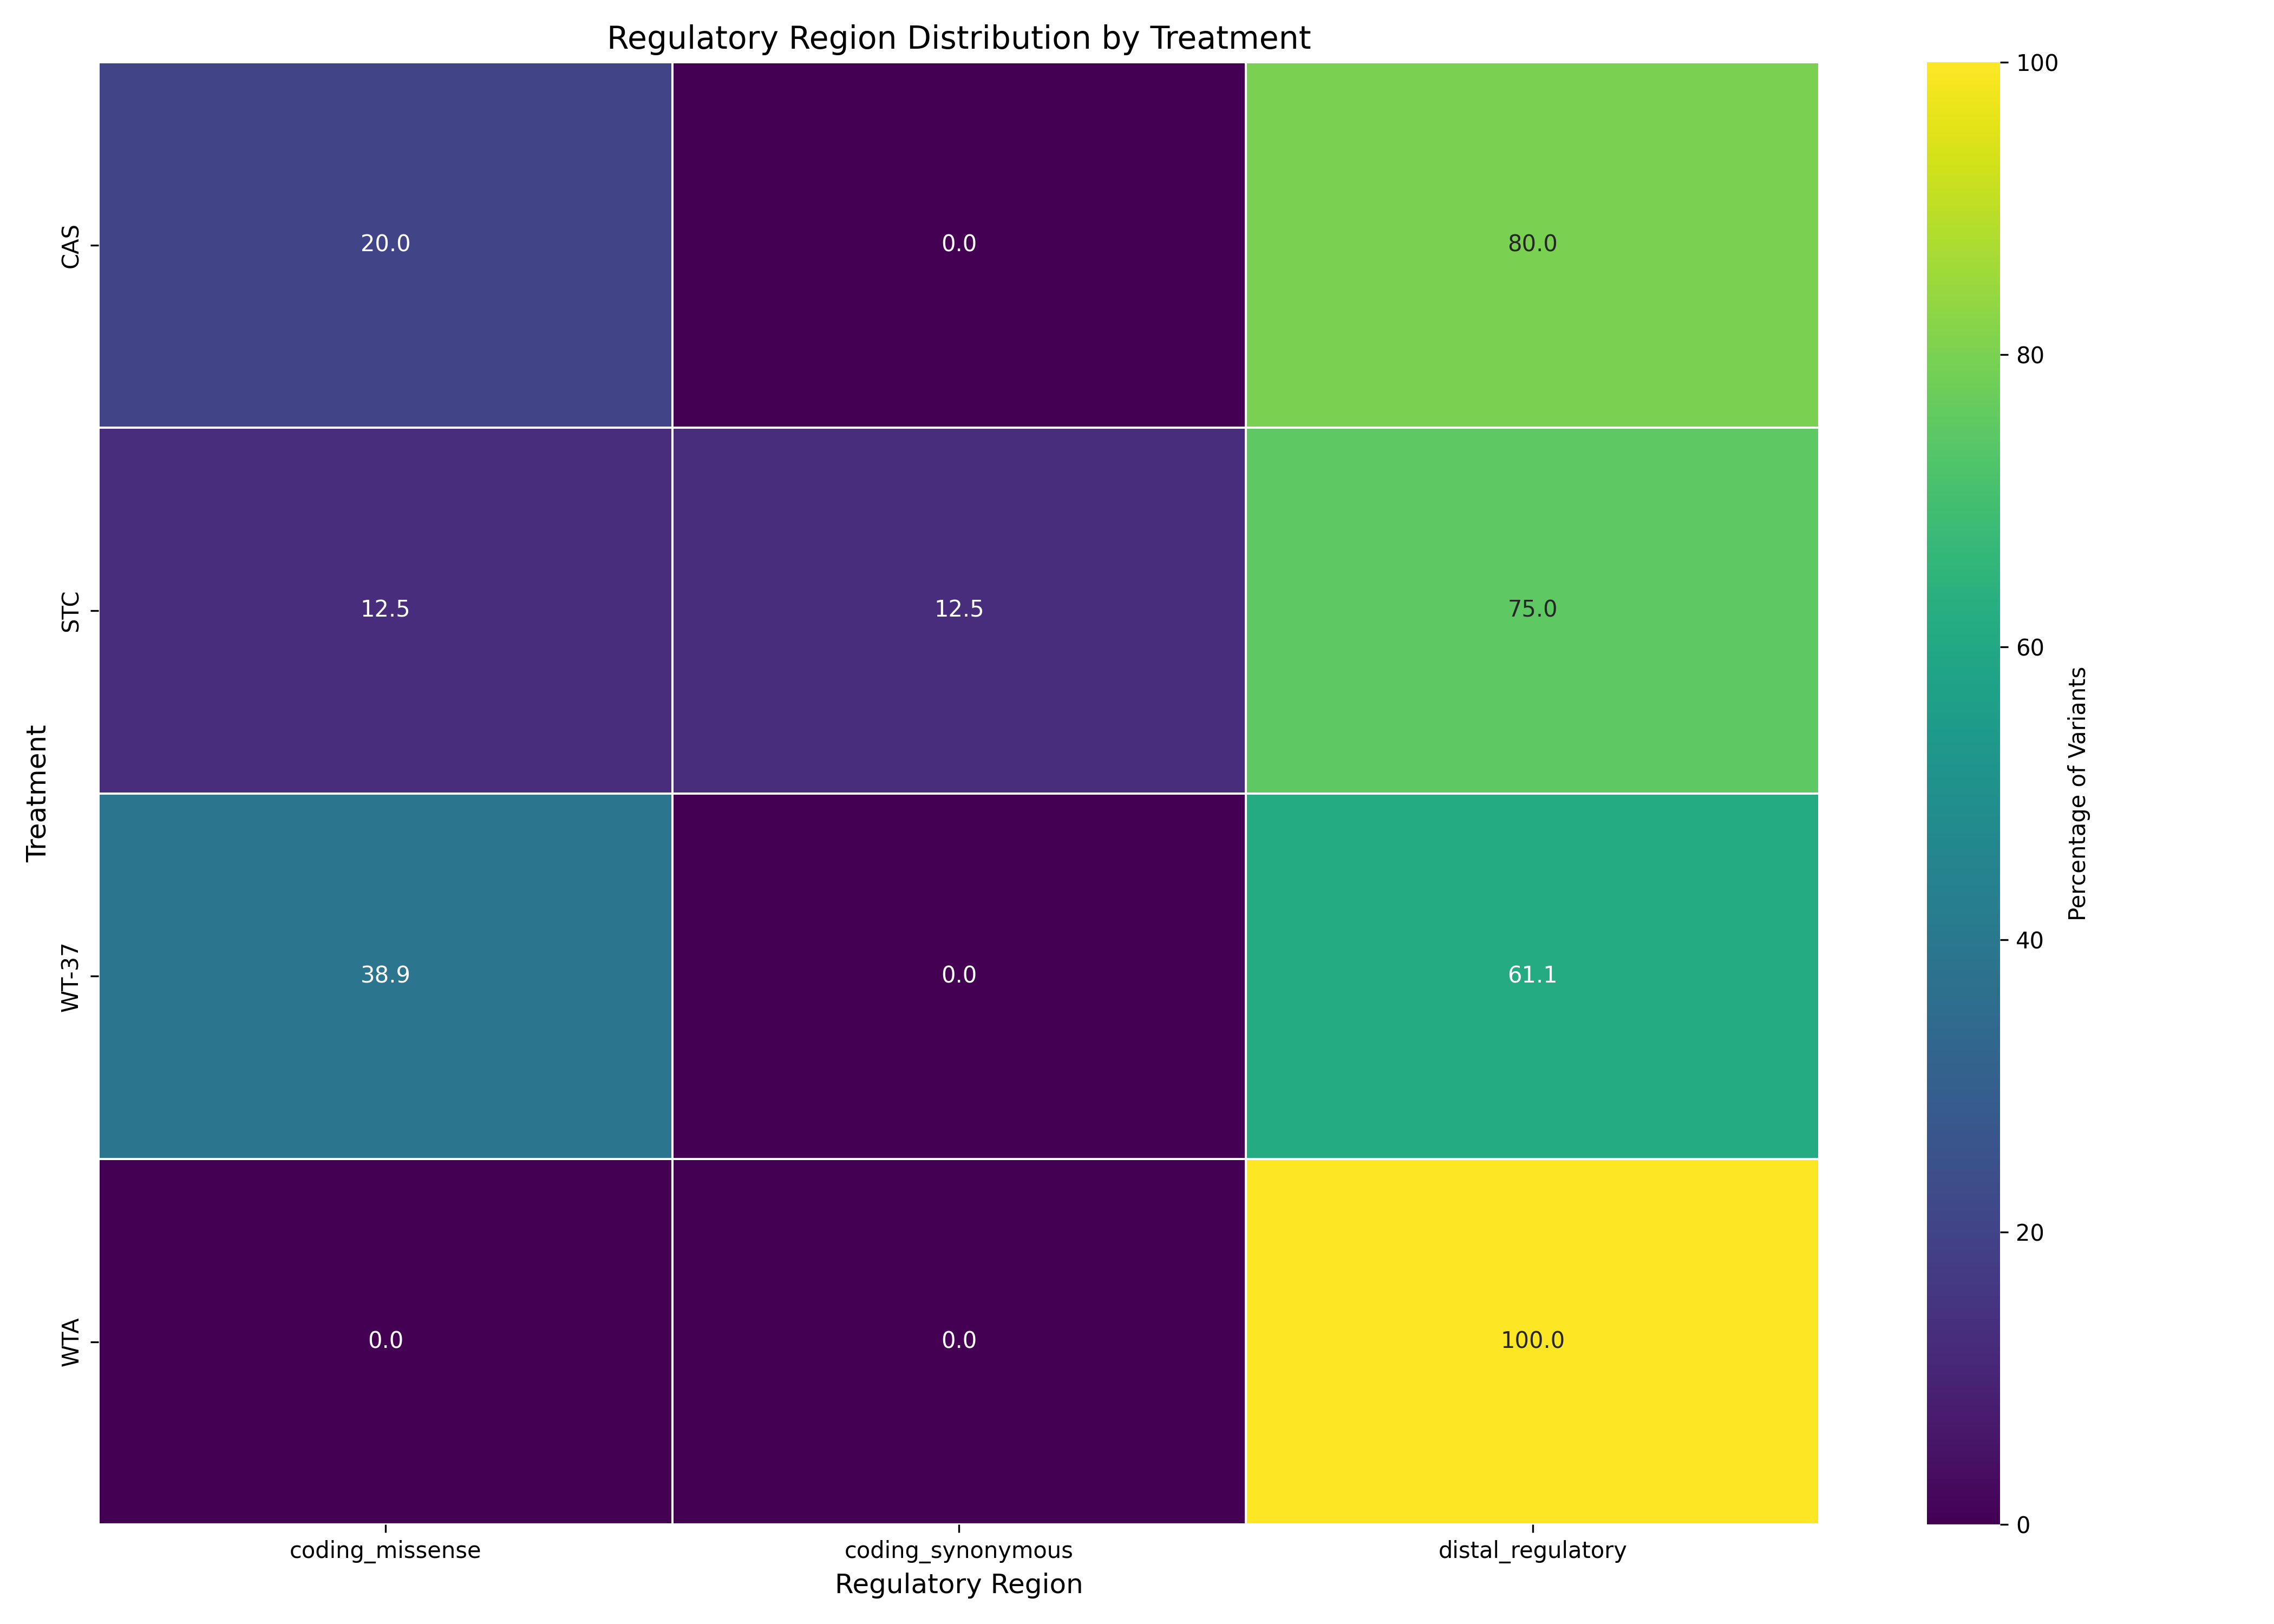 Regulatory Region Distribution by Treatment
Treatment
CAS
20.0
0.0
80.0
STC
12.5
12.5
75.0
WT-37
38.9
0.0
61.1
WTA
0.0
0.0
100.0
coding_missense
coding_synonymous
distal_regulatory
Regulatory Region
100
80
60
40
20
0
Percentage of Variants